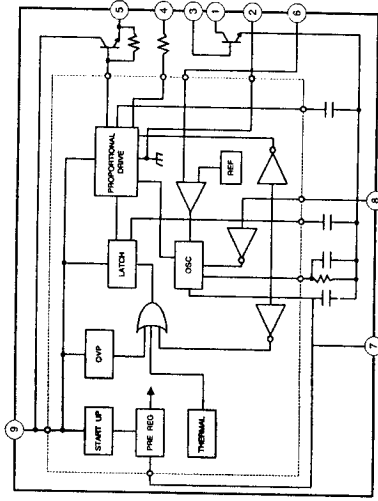 5
4
3
1
2
6
PROPORTIONAL
DRIVE
REF
LATCH
OSC
8
OVP
9
START UP
PRE REG
THERMAL
7